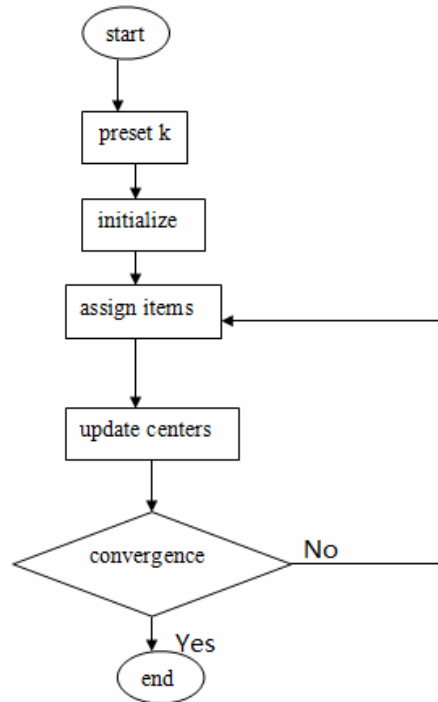 start
preset k
initialize
assign items
update centers
convergence
No
Yes
end